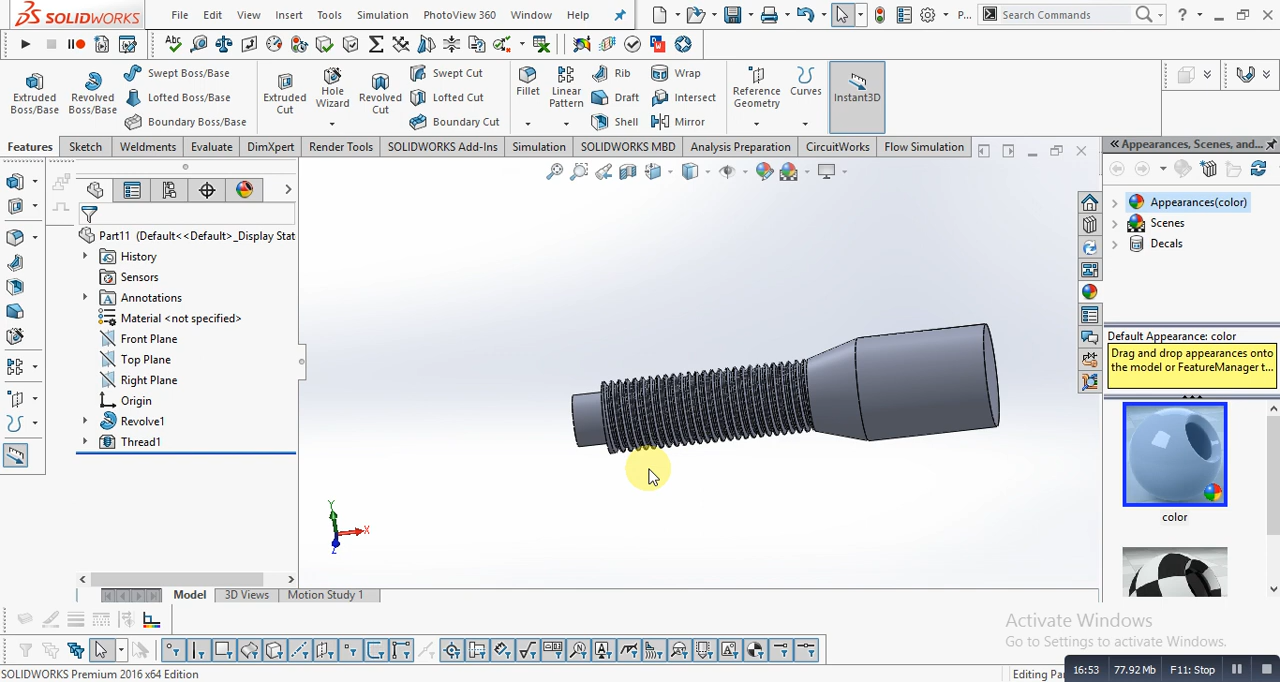 SOLIDWORKS File Edit View Insert Tools Simulation PhotoView 360 Window Help P... Search Commands
Extruded Boss/Base Revolved Boss/Base Swept Boss/Base Lofted Boss/Base Boundary Boss/Base Extruded Cut Hole Wizard Revolved Cut Swept Cut Lofted Cut Boundary Cut Fillet Linear Pattern Rib Draft Shell Wrap Intersect Mirror Reference Geometry Curves Instant3D
Features Sketch Weldments Evaluate DimXpert Render Tools SOLIDWORKS Add-Ins Simulation SOLIDWORKS MBD Analysis Preparation CircuitWorks Flow Simulation
Appearances, Scenes, and...
Part11 (Default<<Default>_Display Stat
History
Sensors
Annotations
Material <not specified>
Front Plane
Top Plane
Right Plane
Origin
Revolve1
Thread1
Y
X
Z
Appearances(color)
Scenes
Decals
Default Appearance: color
Drag and drop appearances onto
the model or FeatureManager t...
color
Model 3D Views Motion Study 1
Activate Windows
Go to Settings to activate Windows.
SOLIDWORKS Premium 2016 x64 Edition
Editing Pa
16:53 77.92 MB F11: Stop